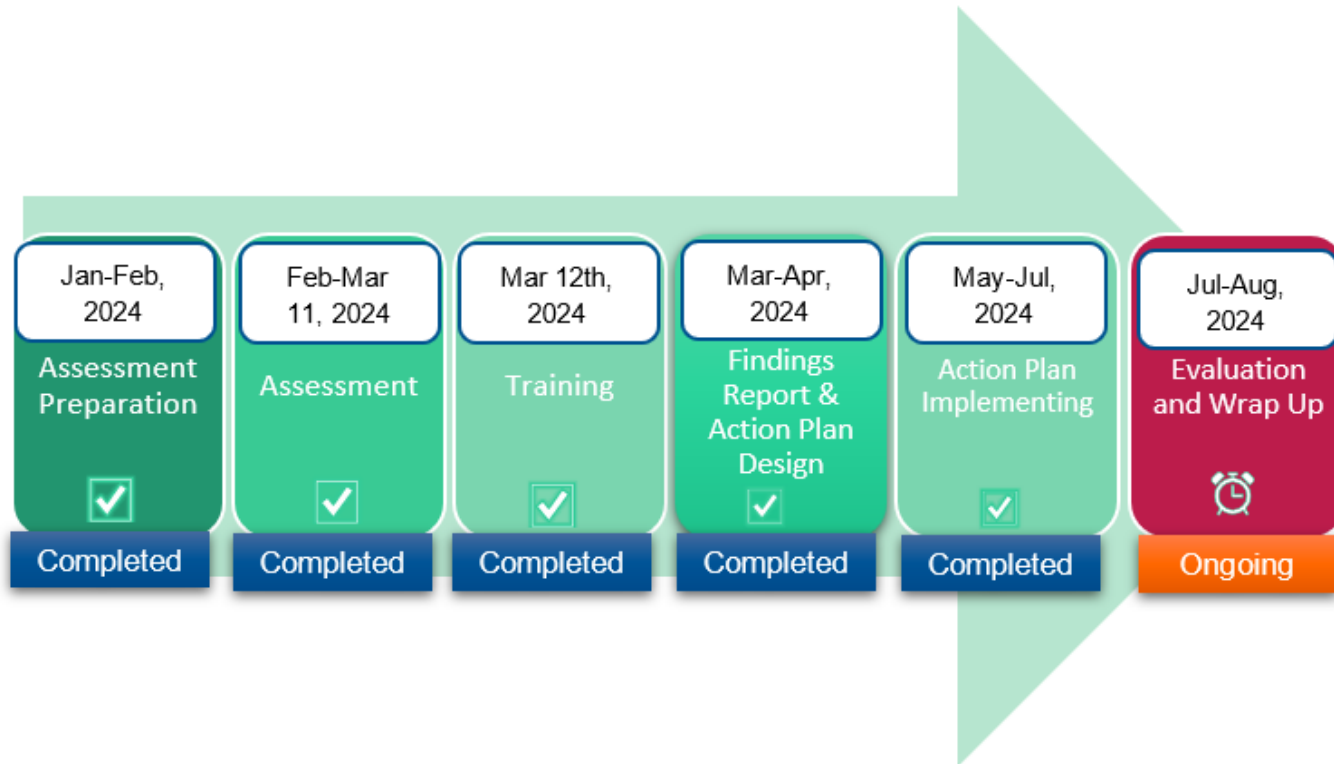 Jan-Feb,
2024
Assessment
Preparation
Completed
Feb-Mar
11, 2024
Assessment
Completed
Mar 12th,
2024
Training
Completed
Mar-Apr,
2024
Findings
Report &
Action Plan
Design
Completed
May-Jul,
2024
Action Plan
Implementing
Completed
Jul-Aug,
2024
Evaluation
and Wrap Up
Ongoing